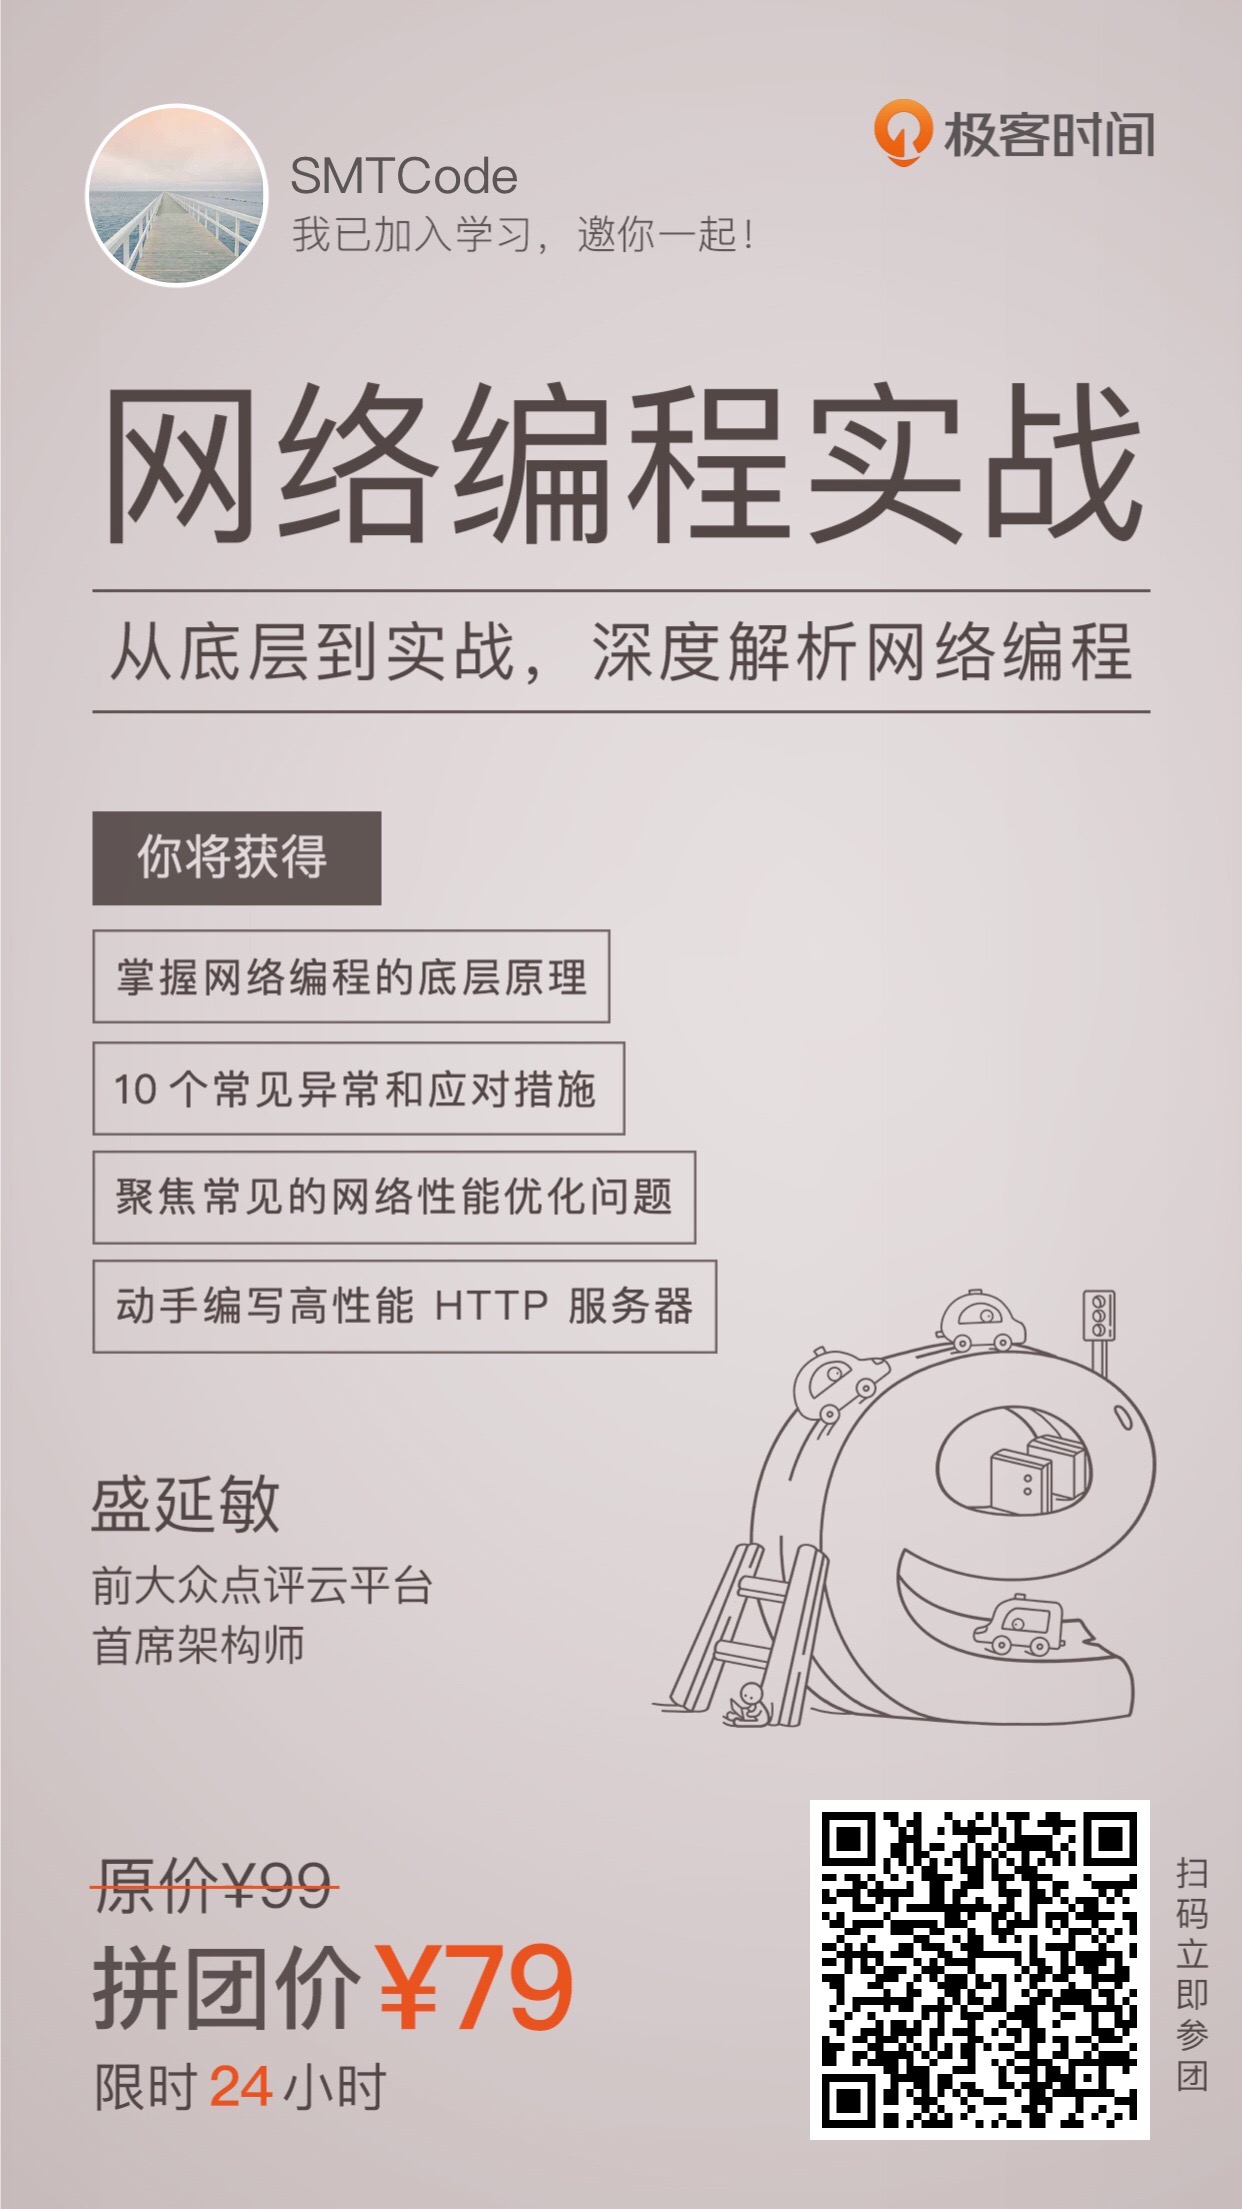 极客时间
SMTCode
我已加入学习，邀你一起！
网络编程实战
从底层到实战，深度解析网络编程
你将获得
掌握网络编程的底层原理
10 个常见异常和应对措施
聚焦常见的网络性能优化问题
动手编写高性能 HTTP 服务器
盛延敏
前大众点评云平台
首席架构师
原价¥99
拼团价¥79
限时 24 小时
扫码立即参团